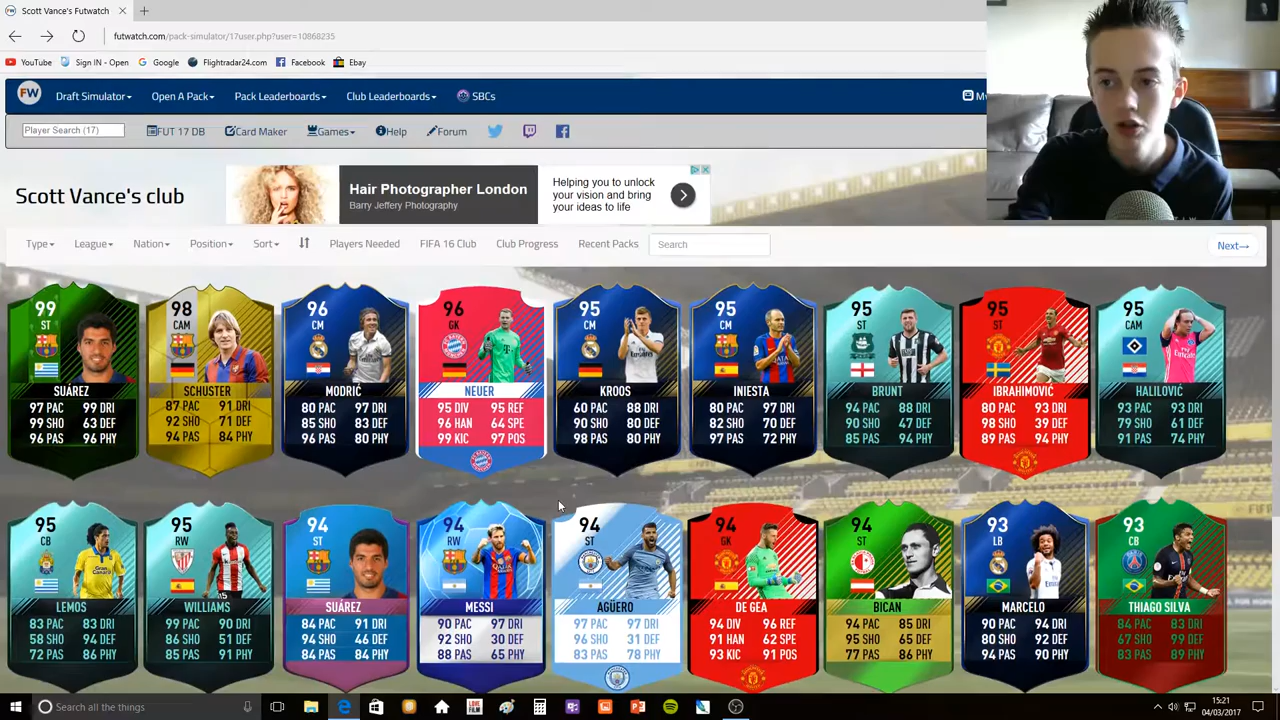 Scott Vance's Futwatch
futwatch.com/pack-simulator/17user.php?user=10868235
YouTube Sign IN - Open Google Flightradar24.com Facebook Ebay
FW Draft Simulator Open A Pack Pack Leaderboards Club Leaderboards SBCs
Player Search (17) FUT 17 DB Card Maker Games Help Forum
Scott Vance's club
Hair Photographer London
Barry Jeffery Photography
Helping you to unlock
your vision and bring
your ideas to life
Type League Nation Position Sort Players Needed FIFA 16 Club Club Progress Recent Packs Search Next→
99 98 96 96 95 95 95 95 95
ST CAM CM GK CM CM ST ST CAM
SUÁREZ SCHUSTER MODRIĆ NEUER KROOS INIESTA BRUNT IBRAHIMOVIĆ HALILOVIĆ
97 PAC 99 DRI 87 PAC 91 DRI 80 PAC 97 DRI 95 DIV 95 REF 60 PAC 88 DRI 80 PAC 97 DRI 94 PAC 88 DRI 80 PAC 93 DRI 93 PAC 93 DRI
99 SHO 63 DEF 92 SHO 71 DEF 85 SHO 83 DEF 96 HAN 64 SPE 90 SHO 80 DEF 82 SHO 70 DEF 90 SHO 47 DEF 98 SHO 39 DEF 79 SHO 61 DEF
96 PAS 96 PHY 94 PAS 84 PHY 96 PAS 80 PHY 99 KIC 97 POS 98 PAS 80 PHY 97 PAS 72 PHY 85 PAS 94 PHY 89 PAS 94 PHY 91 PAS 74 PHY
95 95 94 94 94 94 94 93 93
CB RW ST RW ST GK ST LB CB
LEMOS WILLIAMS SUÁREZ MESSI AGÜERO DE GEA BICAN MARCELO THIAGO SILVA
83 PAC 83 DRI 99 PAC 90 DRI 84 PAC 91 DRI 90 PAC 97 DRI 97 PAC 97 DRI 94 DIV 96 REF 94 PAC 85 DRI 90 PAC 94 DRI 84 PAC 83 DRI
58 SHO 94 DEF 86 SHO 51 DEF 94 SHO 46 DEF 92 SHO 30 DEF 96 SHO 31 DEF 91 HAN 62 SPE 95 SHO 65 DEF 80 SHO 92 DEF 67 SHO 99 DEF
72 PAS 86 PHY 85 PAS 91 PHY 84 PAS 84 PHY 88 PAS 65 PHY 83 PAS 78 PHY 93 KIC 91 POS 77 PAS 86 PHY 94 PAS 90 PHY 83 PAS 89 PHY
Search all the things
15:21
04/03/2017